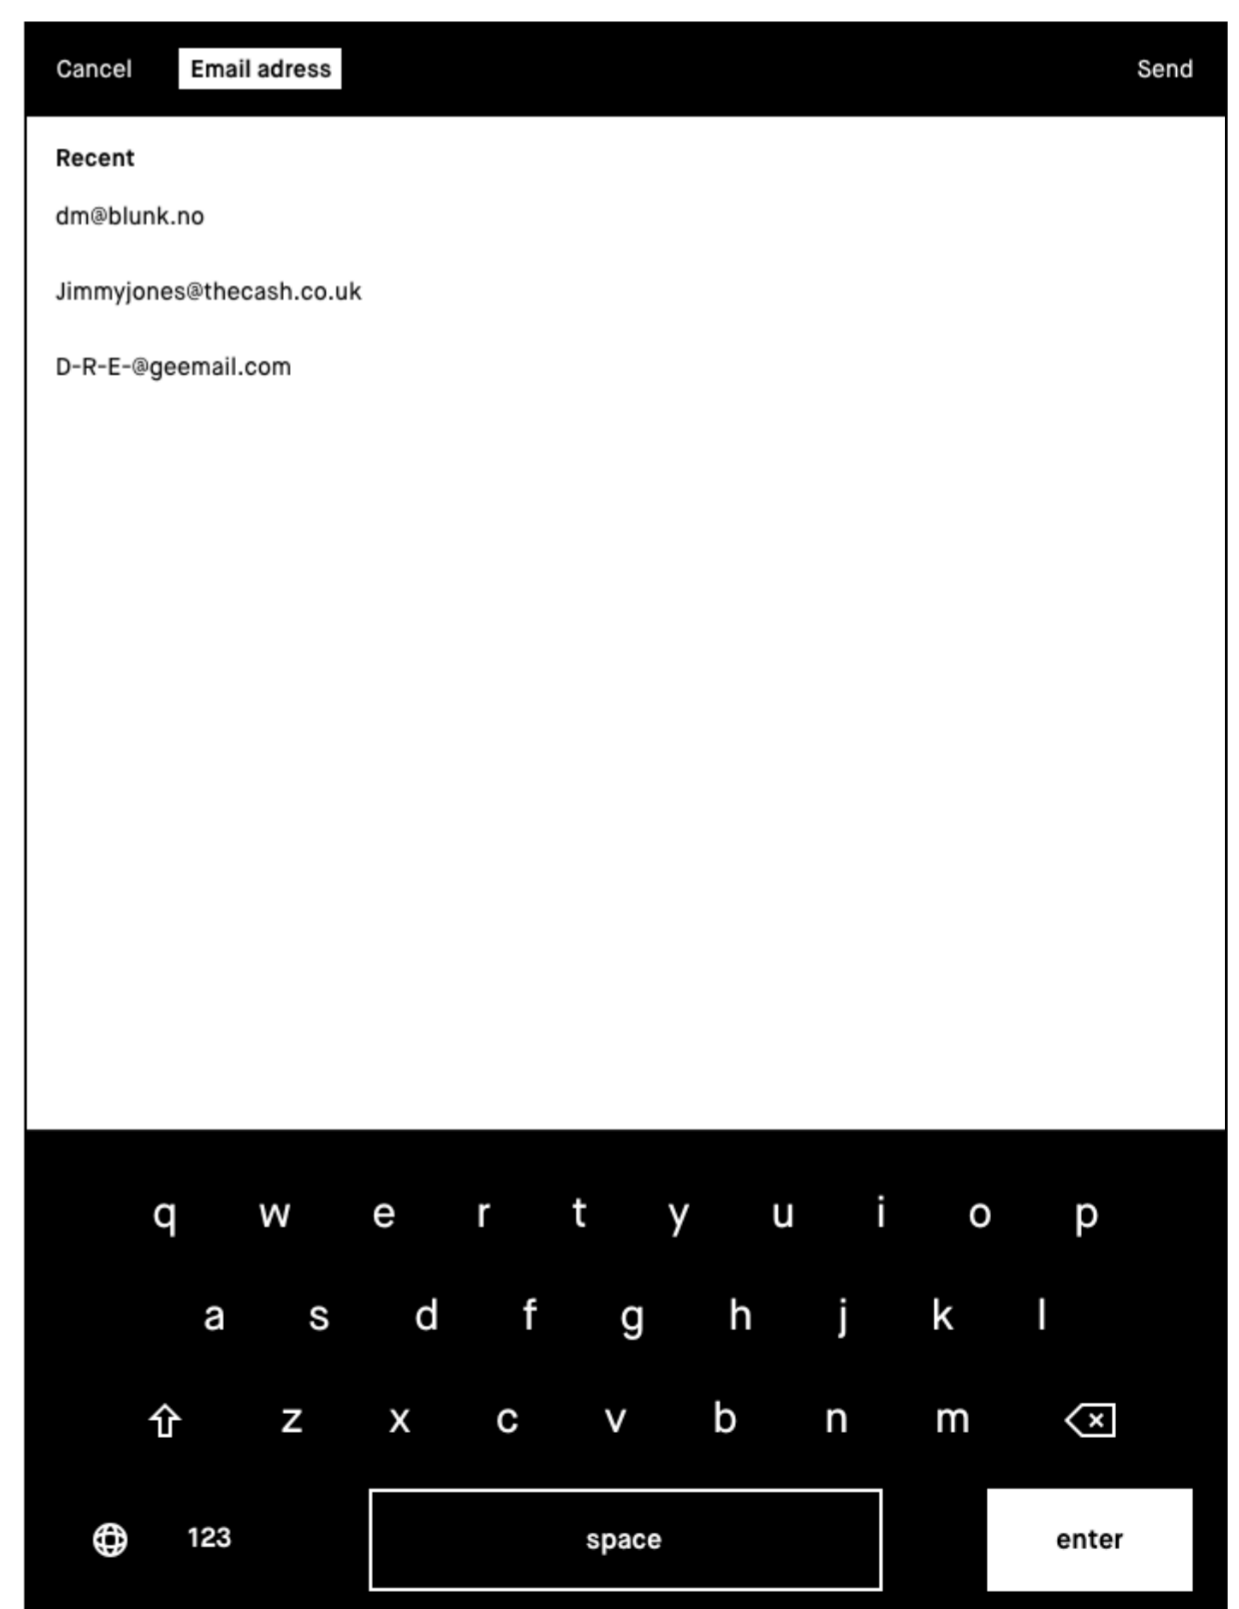 Cancel Email adress Send
Recent
dm@blunk.no
Jimmyjones@thecash.co.uk
D-R-E-@geemail.com
q w e r t y u i o p
a s d f g h j k l
z x c v b n m
123 space enter